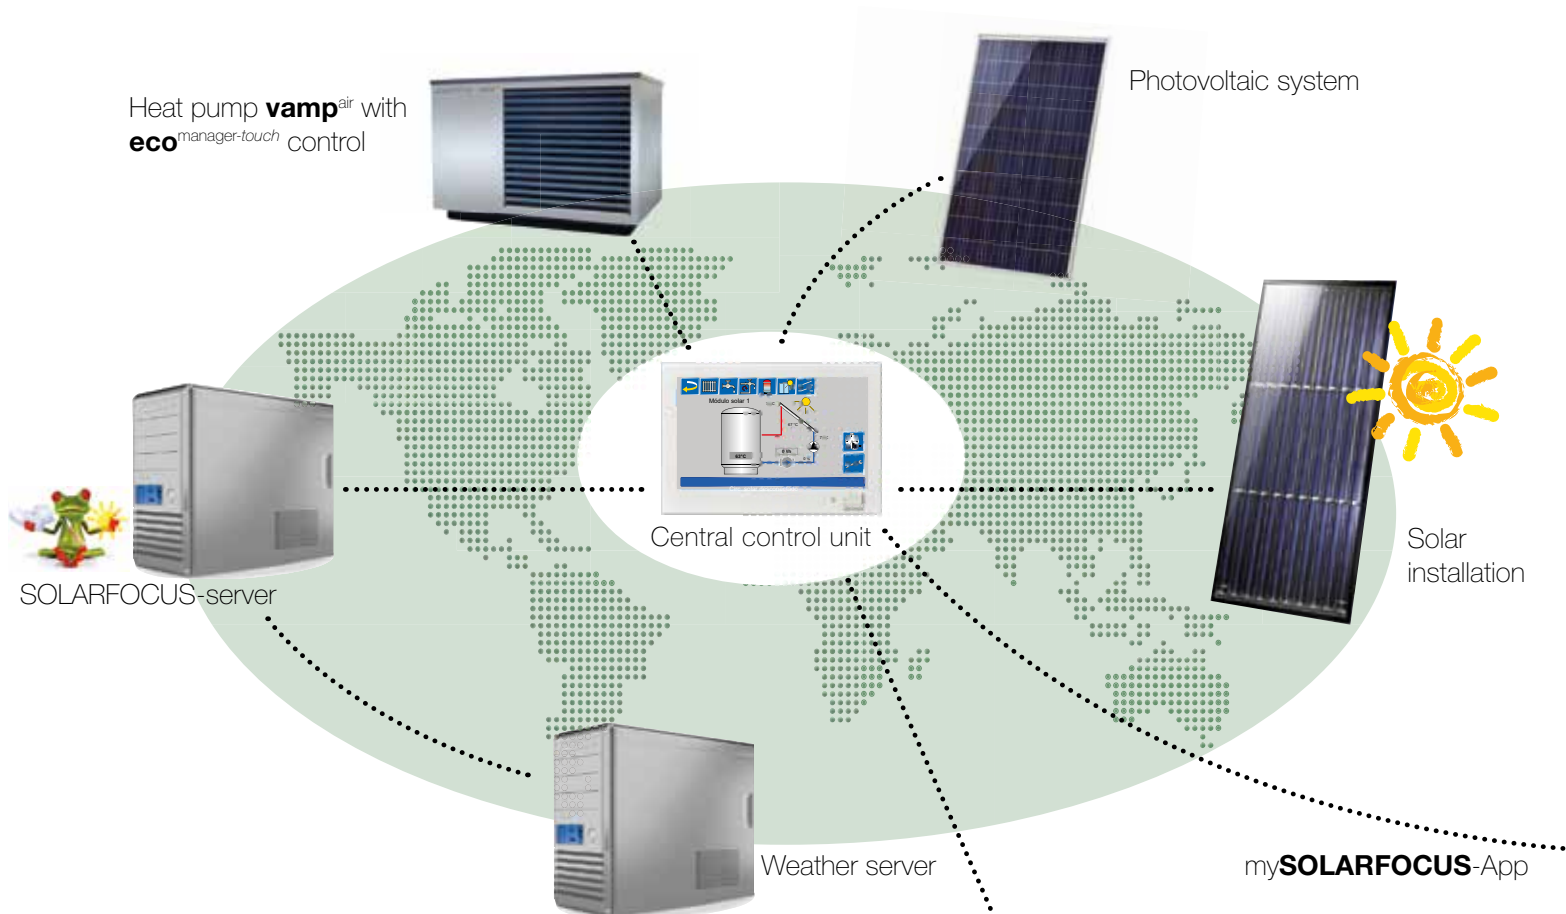 Heat pump vampair with
ecomanager-touch control
Photovoltaic system
Módulo solar 1
63°C
Central control unit
Solar
installation
SOLARFOCUS-server
Weather server
mySOLARFOCUS-App